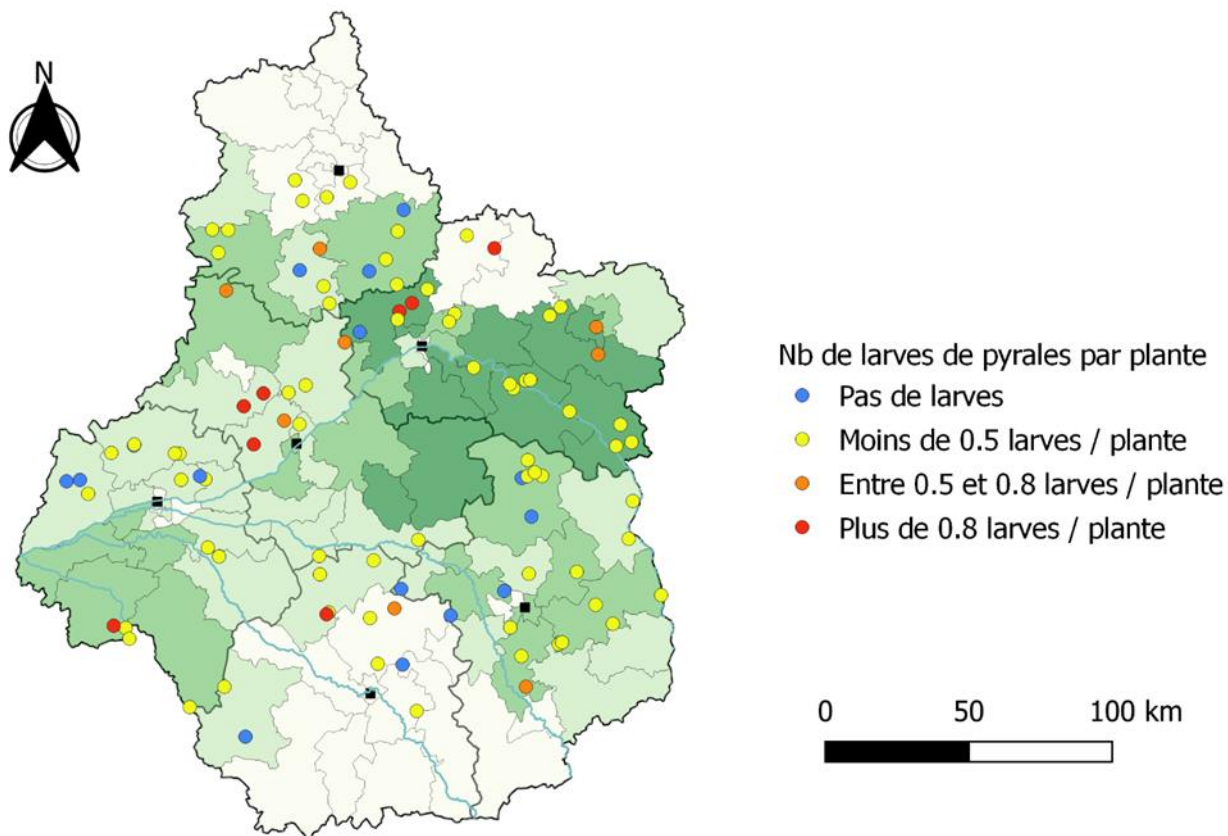 N
Nb de larves de pyrales par plante
Pas de larves
Moins de 0.5 larves / plante
Entre 0.5 et 0.8 larves / plante
Plus de 0.8 larves / plante
0 50 100 km